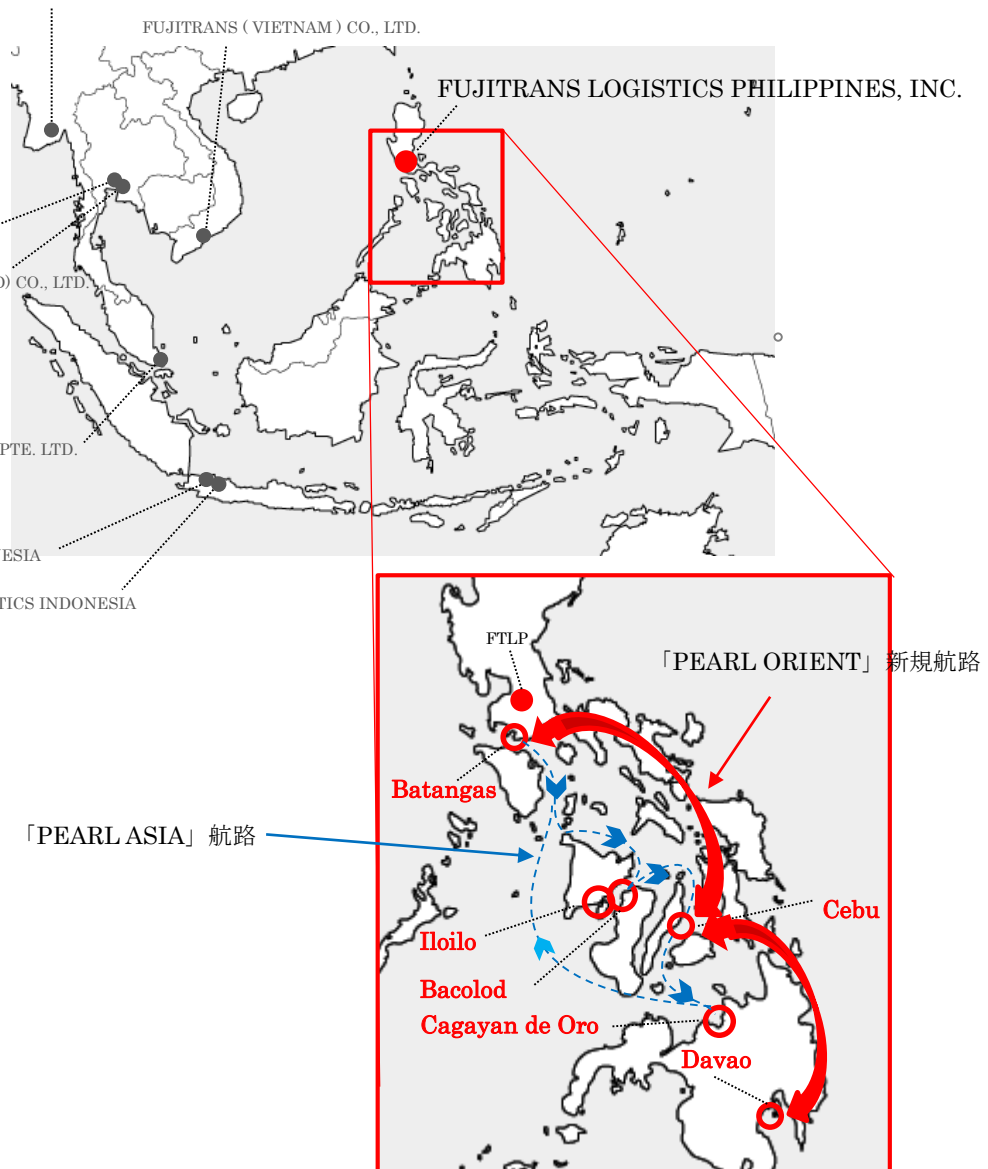 FUJITRANS ( VIETNAM ) CO., LTD.
FUJITRANS LOGISTICS PHILIPPINES, INC.
) CO., LTD.
PTE. LTD.
ESIA
TICS INDONESIA
FTLP
「PEARL ORIENT」新規航路
Batangas
「PEARL ASIA」航路
Cebu
Iloilo
Bacolod
Cagayan de Oro
Davao